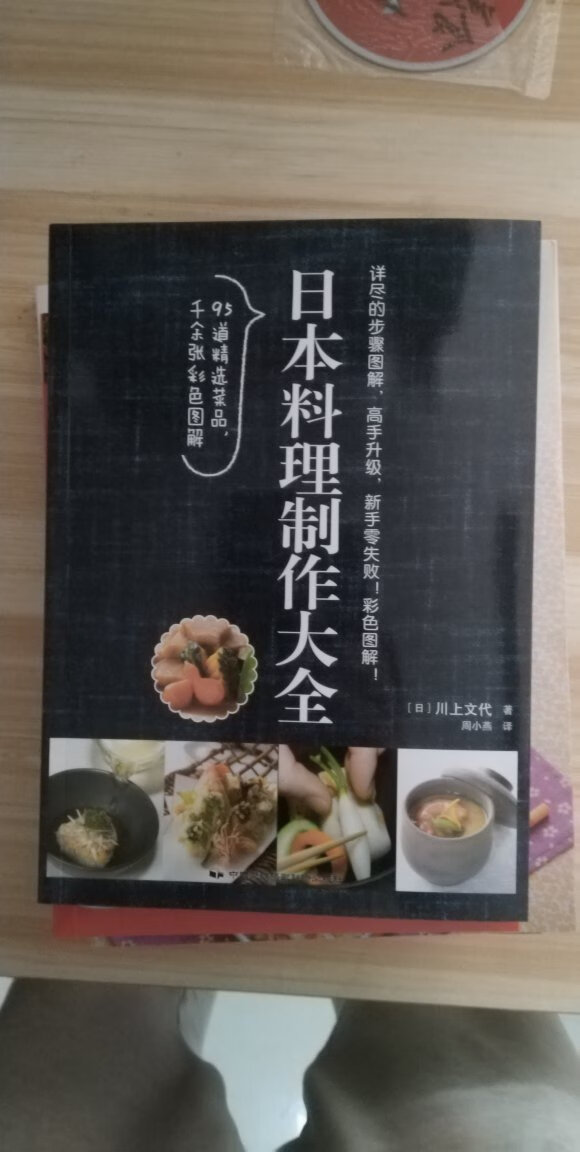 详尽的步骤图解，高手升级，新手零失败！彩色图解！
日本料理制作大全
95道精选菜品，
千余张彩色图解
［日］川上文代 著
周小燕 译